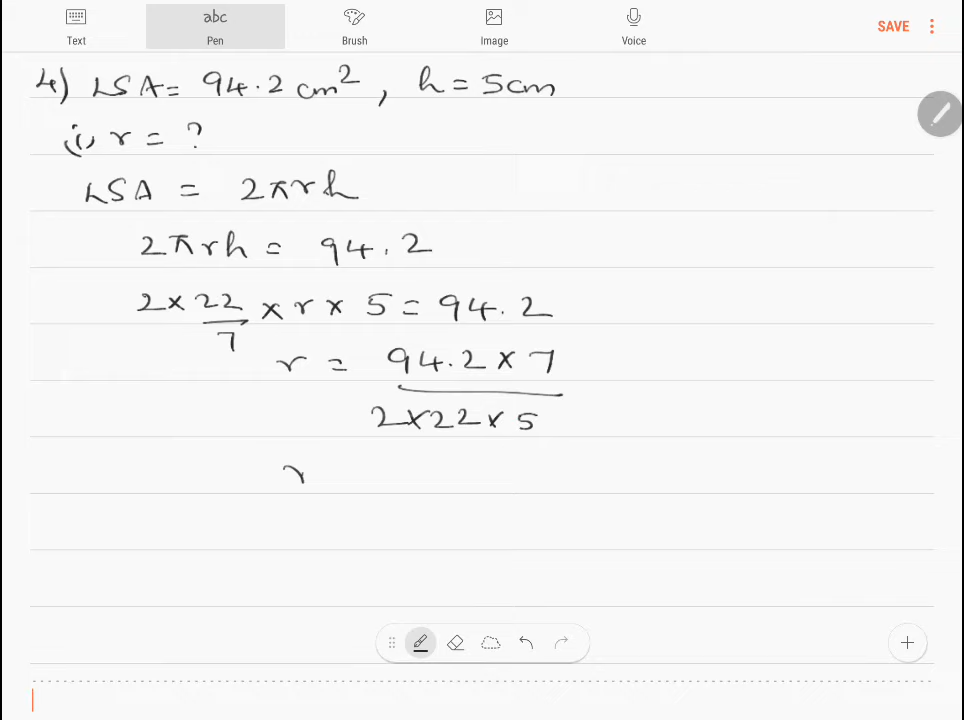 Text Pen Brush Image Voice SAVE
4) LSA = 94.2 cm², h = 5cm
(i) r = ?
LSA = 2πrh
2πrh = 94.2
2 × 22/7 × r × 5 = 94.2
r = 94.2 × 7
2×22×5
r